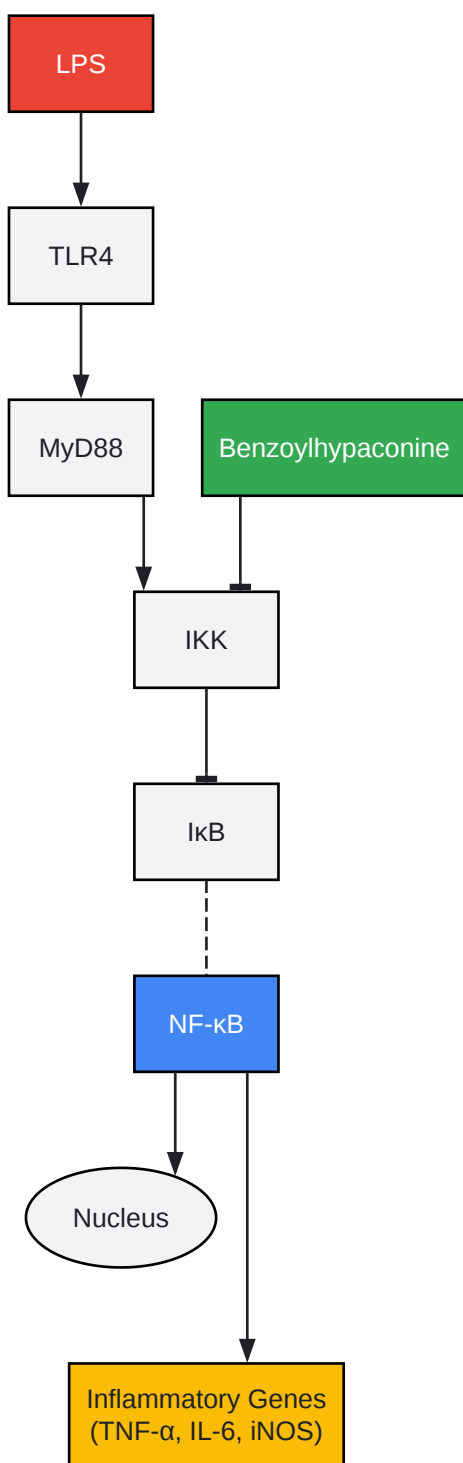 LPS
TLR4
MyD88
Benzoylhypaconine
IKK
IκB
NF-κB
Nucleus
Inflammatory Genes
(TNF-α, IL-6, iNOS)